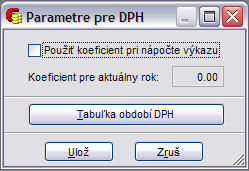 Parametre pre DPH
Použiť koeficient pri nápočte výkazu
Koeficient pre aktuálny rok: 0.00
Tabuľka období DPH
Ulož Zruš